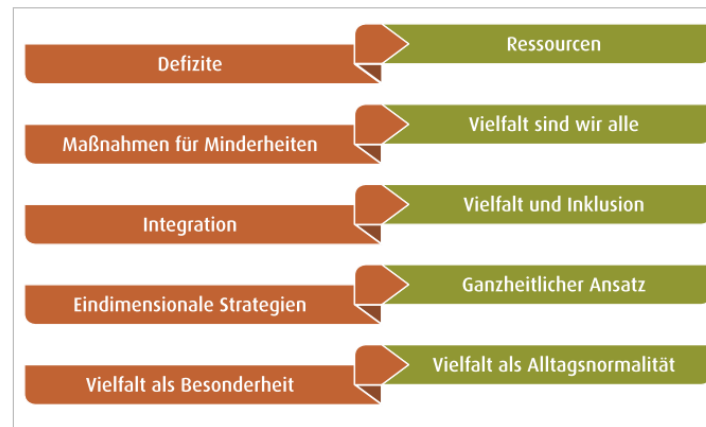 Defizite
Ressourcen
Maßnahmen für Minderheiten
Vielfalt sind wir alle
Integration
Vielfalt und Inklusion
Eindimensionale Strategien
Ganzheitlicher Ansatz
Vielfalt als Besonderheit
Vielfalt als Alltagsnormalität